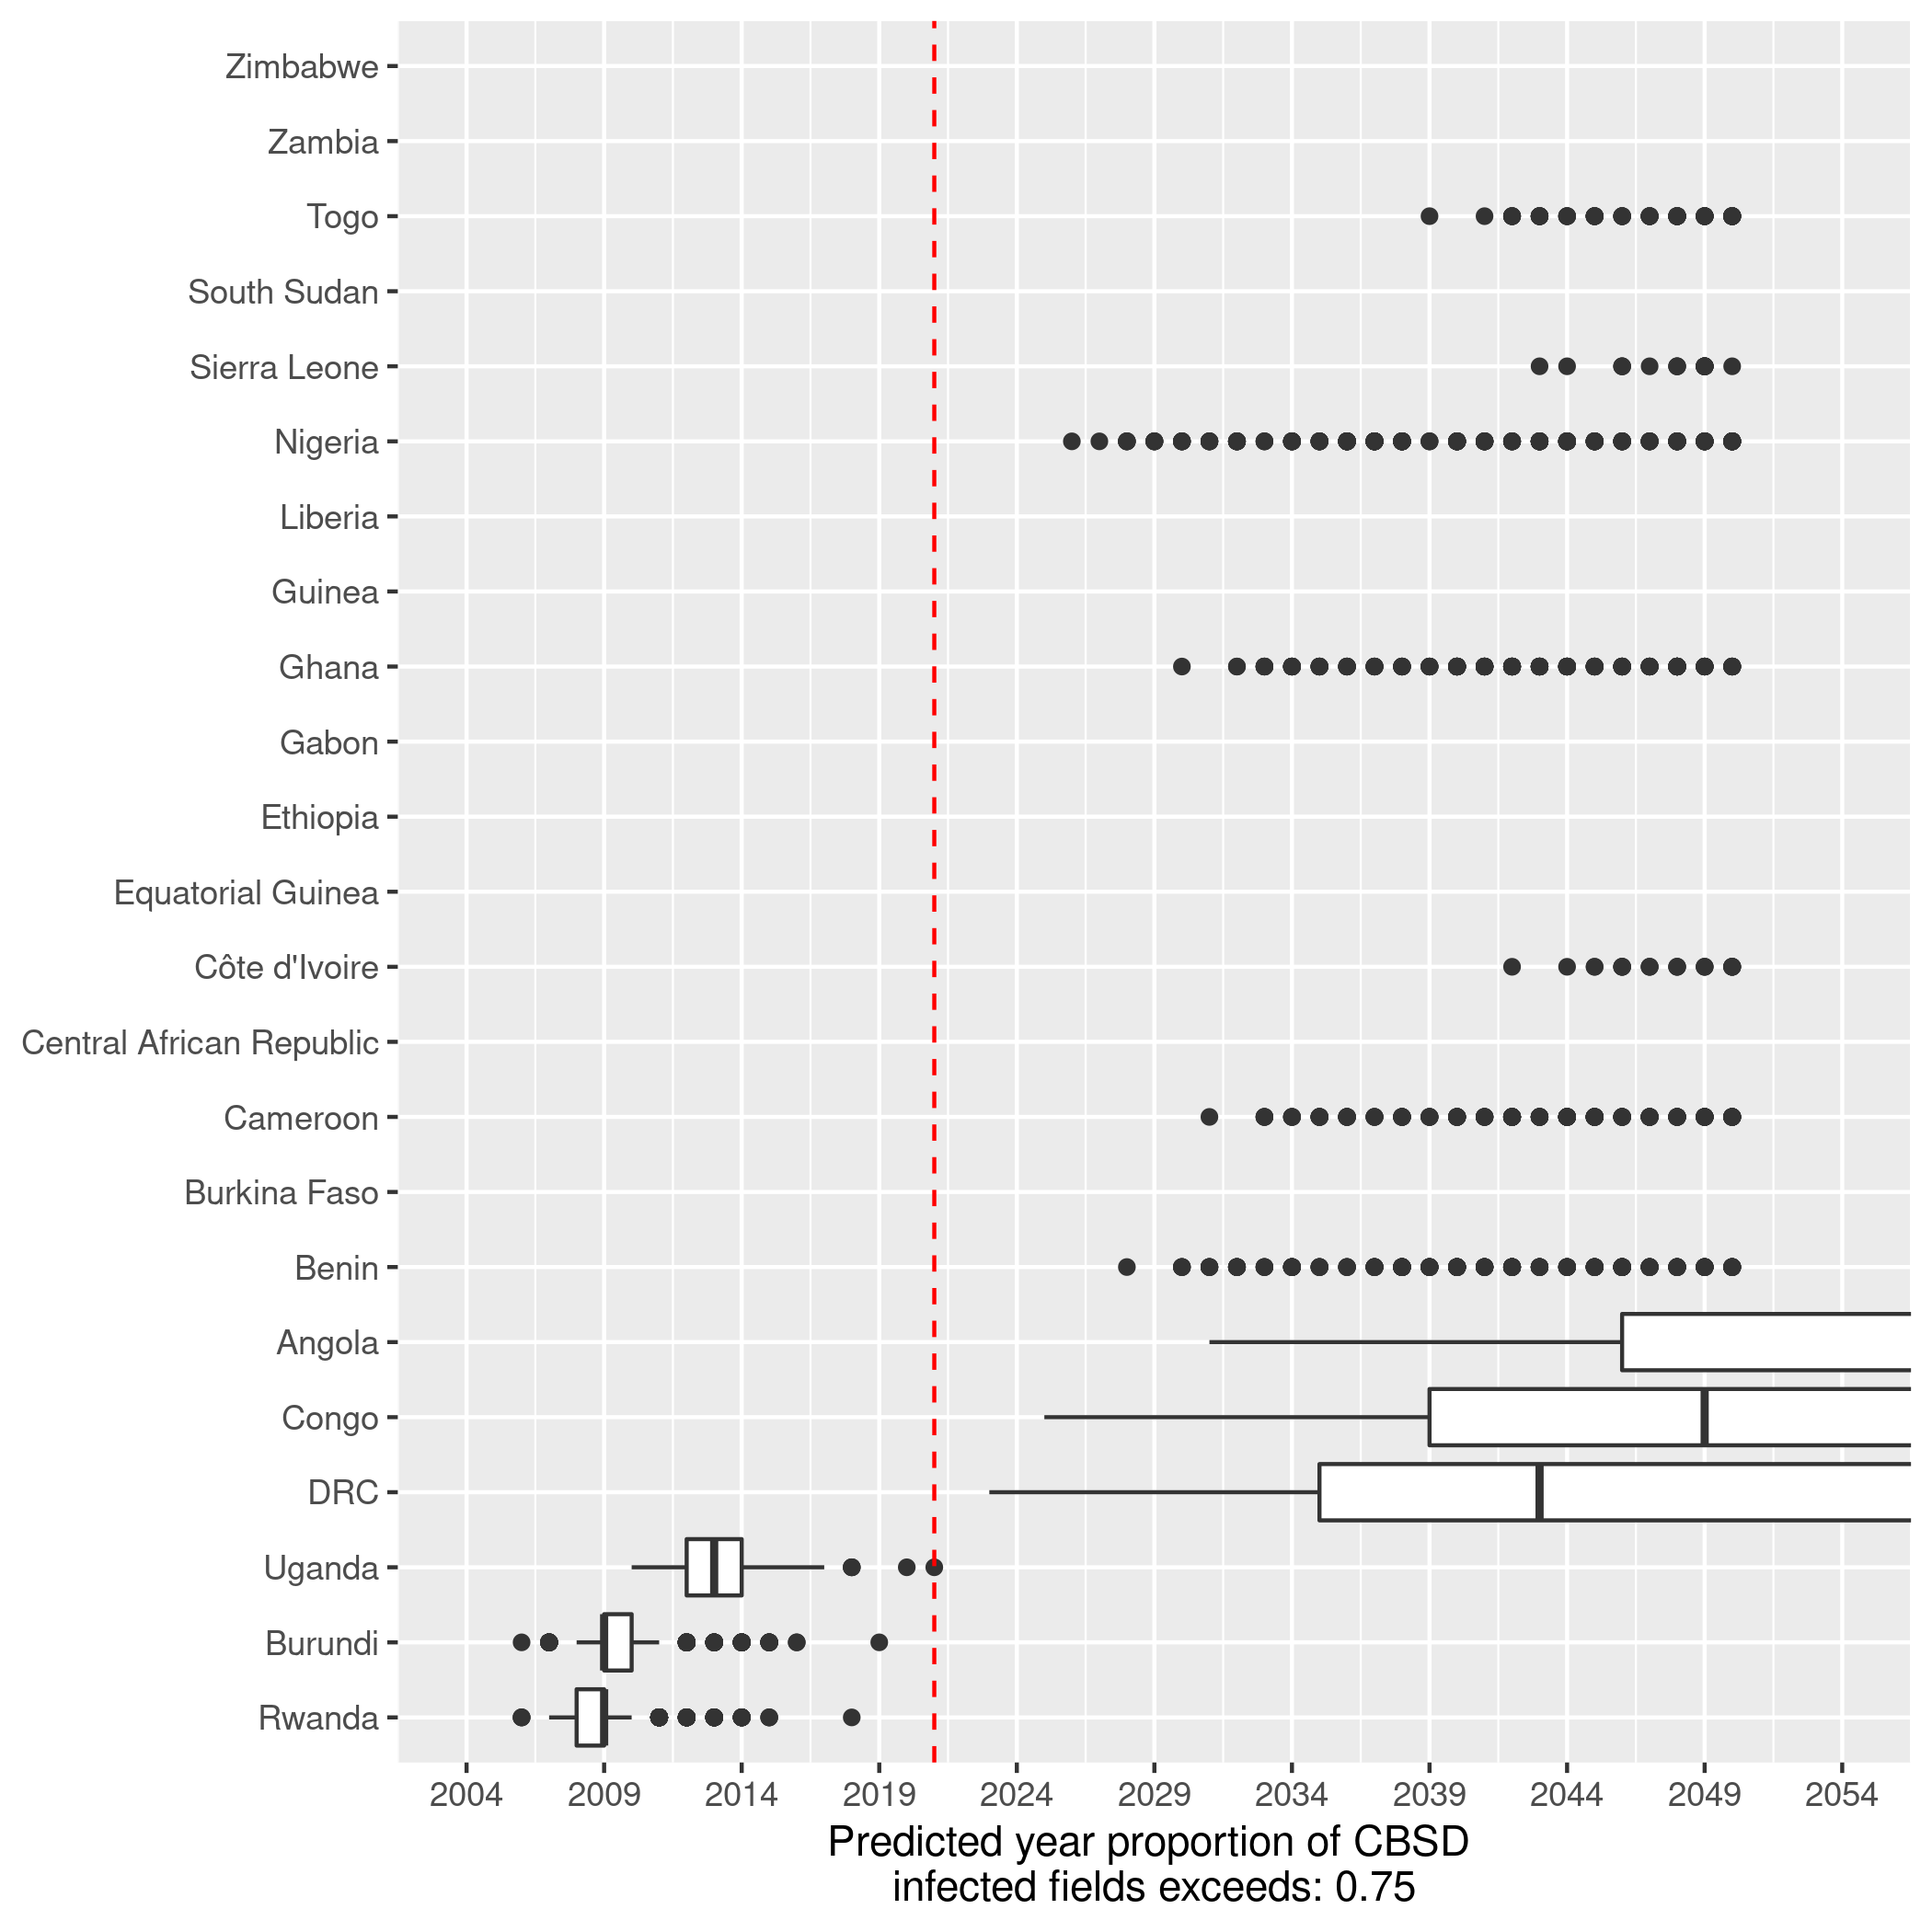 Zimbabwe
Zambia
Togo
South Sudan
Sierra Leone
Nigeria
Liberia
Guinea
Ghana
Gabon
Ethiopia
Equatorial Guinea
Côte d'Ivoire
Central African Republic
Cameroon
Burkina Faso
Benin
Angola
Congo
DRC
Uganda
Burundi
Rwanda
2004 2009 2014 2019 2024 2029 2034 2039 2044 2049 2054
Predicted year proportion of CBSD
infected fields exceeds: 0.75